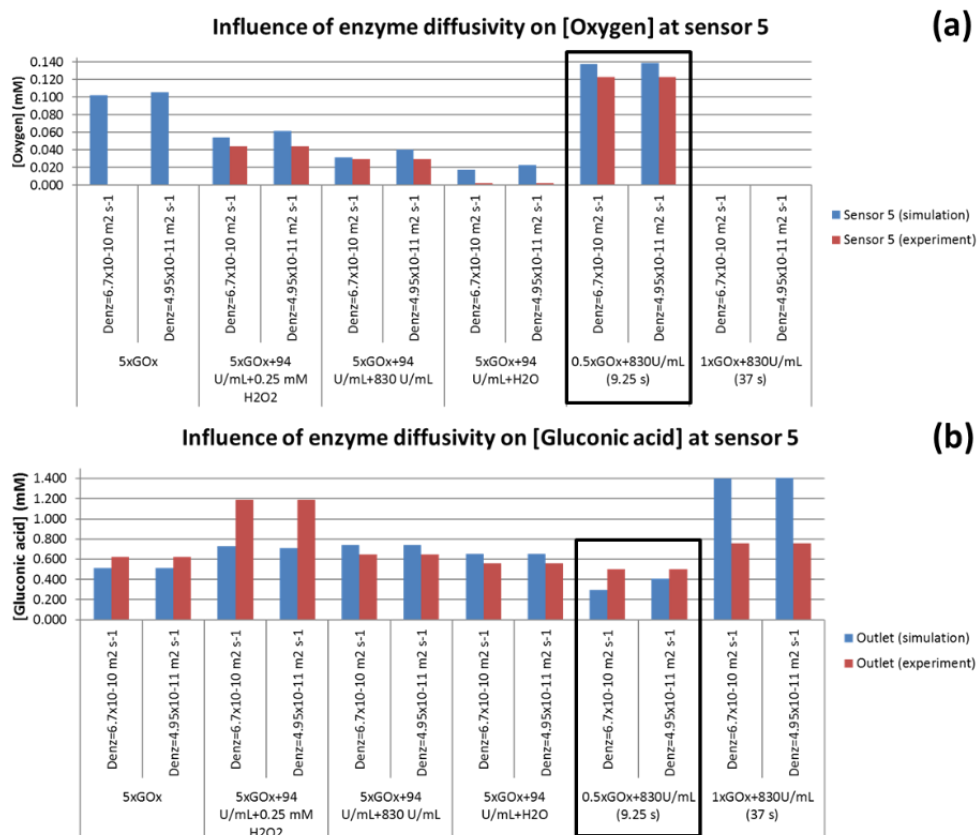 Influence of enzyme diffusivity on [Oxygen] at sensor 5
(a)
[Oxygen] (mM)
0.140
0.120
0.100
0.080
0.060
0.040
0.020
0.000
Denz=6.7x10-10 m2 s-1
Denz=4.95x10-11 m2 s-1
Denz=6.7x10-10 m2 s-1
Denz=4.95x10-11 m2 s-1
Denz=6.7x10-10 m2 s-1
Denz=4.95x10-11 m2 s-1
Denz=6.7x10-10 m2 s-1
Denz=4.95x10-11 m2 s-1
Denz=6.7x10-10 m2 s-1
Denz=4.95x10-11 m2 s-1
Denz=6.7x10-10 m2 s-1
Denz=4.95x10-11 m2 s-1
5xGOx
5xGOx+94
U/mL+0.25 mM
H2O2
5xGOx+94
U/mL+830 U/mL
5xGOx+94
U/mL+H2O
0.5xGOx+830U/mL
(9.25 s)
1xGOx+830U/mL
(37 s)
Sensor 5 (simulation)
Sensor 5 (experiment)
Influence of enzyme diffusivity on [Gluconic acid] at sensor 5
(b)
[Gluconic acid] (mM)
1.400
1.200
1.000
0.800
0.600
0.400
0.200
0.000
Denz=6.7x10-10 m2 s-1
Denz=4.95x10-11 m2 s-1
Denz=6.7x10-10 m2 s-1
Denz=4.95x10-11 m2 s-1
Denz=6.7x10-10 m2 s-1
Denz=4.95x10-11 m2 s-1
Denz=6.7x10-10 m2 s-1
Denz=4.95x10-11 m2 s-1
Denz=6.7x10-10 m2 s-1
Denz=4.95x10-11 m2 s-1
Denz=6.7x10-10 m2 s-1
Denz=4.95x10-11 m2 s-1
5xGOx
5xGOx+94
U/mL+0.25 mM
H2O2
5xGOx+94
U/mL+830 U/mL
5xGOx+94
U/mL+H2O
0.5xGOx+830U/mL
(9.25 s)
1xGOx+830U/mL
(37 s)
Outlet (simulation)
Outlet (experiment)